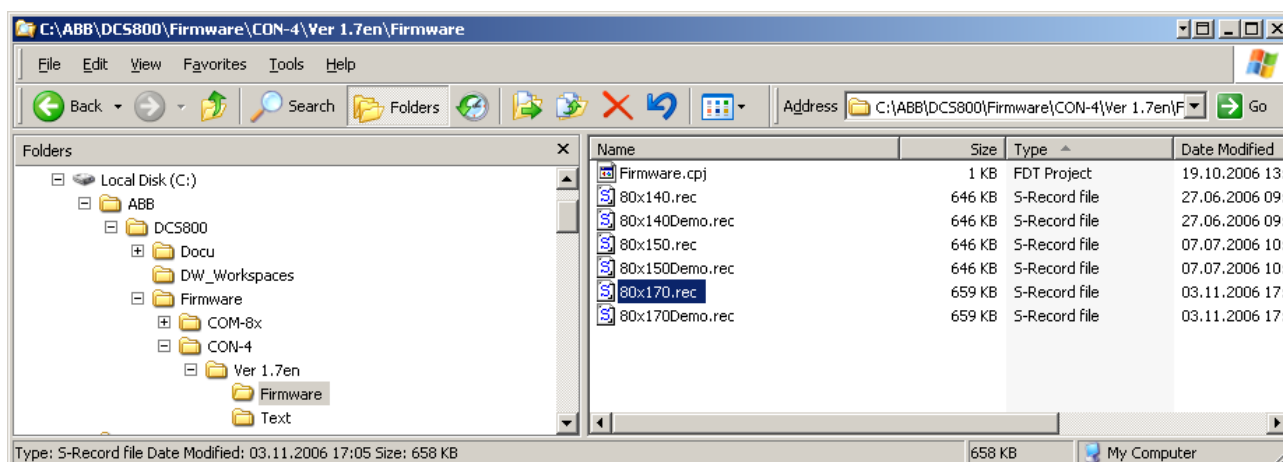 C:\ABB\DCS800\Firmware\CON-4\Ver 1.7en\Firmware
File Edit View Favorites Tools Help
Back Search Folders Address C:\ABB\DCS800\Firmware\CON-4\Ver 1.7en\F Go
Folders x Name Size Type Date Modified
Local Disk (C:)
ABB
DCS800
Docu
DW_Workspaces
Firmware
COM-8x
CON-4
Ver 1.7en
Firmware
Text
Firmware.cpj 1 KB FDT Project 19.10.2006 13:
80x140.rec 646 KB S-Record file 27.06.2006 09:
80x140Demo.rec 646 KB S-Record file 27.06.2006 09:
80x150.rec 646 KB S-Record file 07.07.2006 10:
80x150Demo.rec 646 KB S-Record file 07.07.2006 10:
80x170.rec 659 KB S-Record file 03.11.2006 17:
80x170Demo.rec 659 KB S-Record file 03.11.2006 17:
Type: S-Record file Date Modified: 03.11.2006 17:05 Size: 658 KB 658 KB My Computer